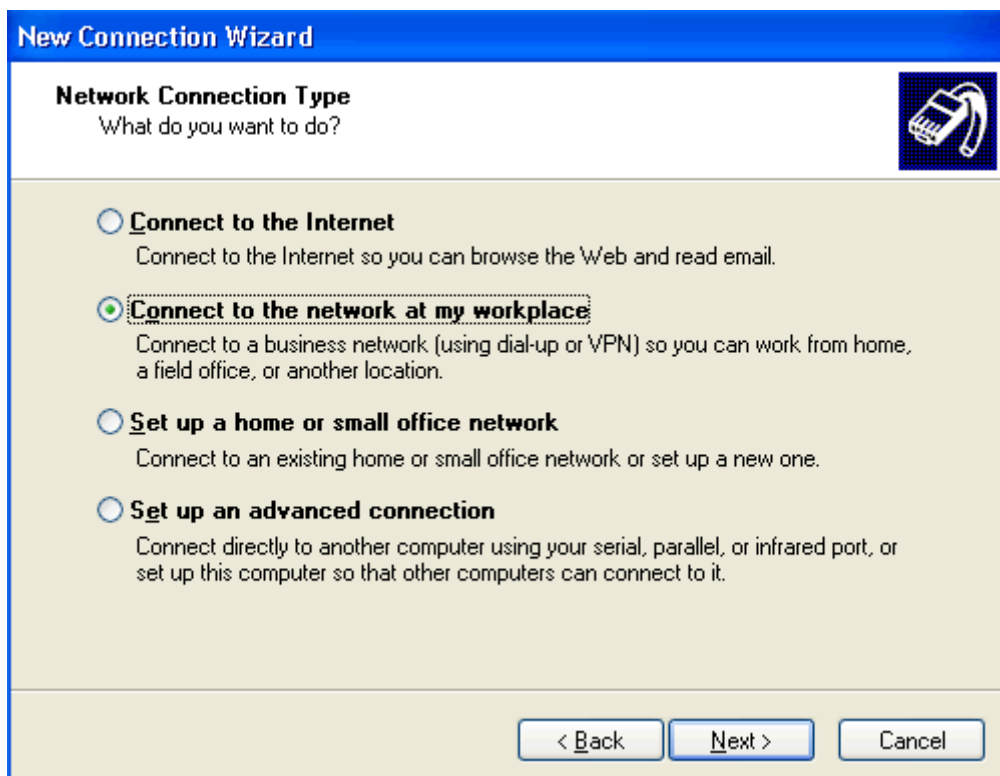 New Connection Wizard
Network Connection Type
What do you want to do?
Connect to the Internet
Connect to the Internet so you can browse the Web and read email.
Connect to the network at my workplace
Connect to a business network (using dial-up or VPN) so you can work from home,
a field office, or another location.
Set up a home or small office network
Connect to an existing home or small office network or set up a new one.
Set up an advanced connection
Connect directly to another computer using your serial, parallel, or infrared port, or
set up this computer so that other computers can connect to it.
< Back Next > Cancel